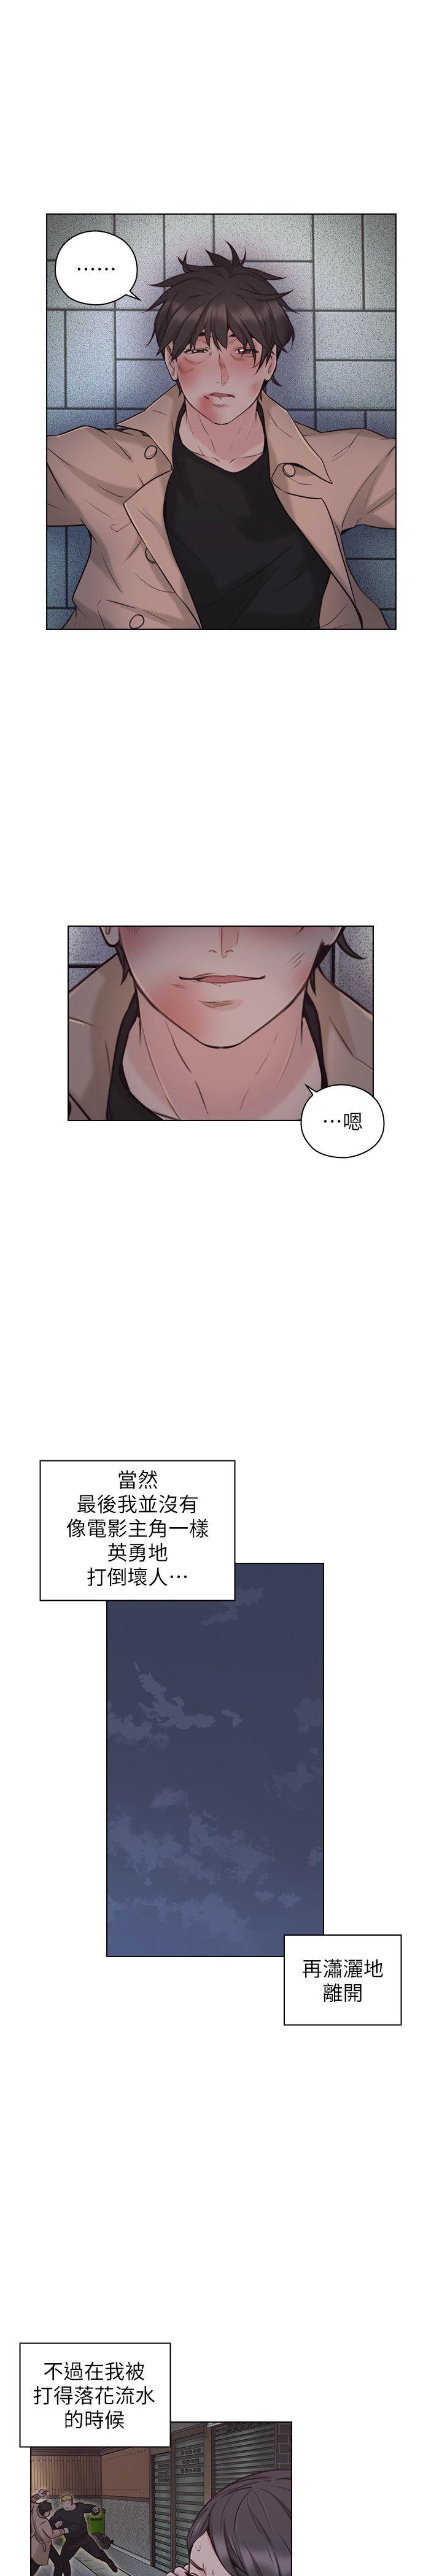 ……
…嗯
當然
最後我並沒有
像電影主角一樣
英勇地
打倒壞人…
再瀟灑地
離開
不過在我被
打得落花流水
的時候